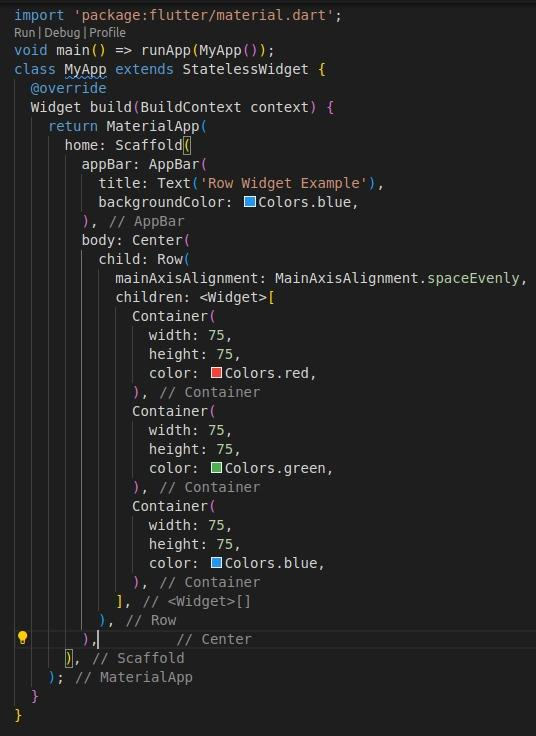 import 'package:flutter/material.dart';
Run | Debug | Profile
void main() => runApp(MyApp());
class MyApp extends StatelessWidget {
  @override
  Widget build(BuildContext context) {
    return MaterialApp(
      home: Scaffold(
        appBar: AppBar(
          title: Text('Row Widget Example'),
          backgroundColor: Colors.blue,
        ), // AppBar
        body: Center(
          child: Row(
            mainAxisAlignment: MainAxisAlignment.spaceEvenly,
            children: <Widget>[
              Container(
                width: 75,
                height: 75,
                color: Colors.red,
              ), // Container
              Container(
                width: 75,
                height: 75,
                color: Colors.green,
              ), // Container
              Container(
                width: 75,
                height: 75,
                color: Colors.blue,
              ), // Container
            ], // <Widget>[]
          ), // Row
        ),         // Center
      ), // Scaffold
    ); // MaterialApp
  }
}